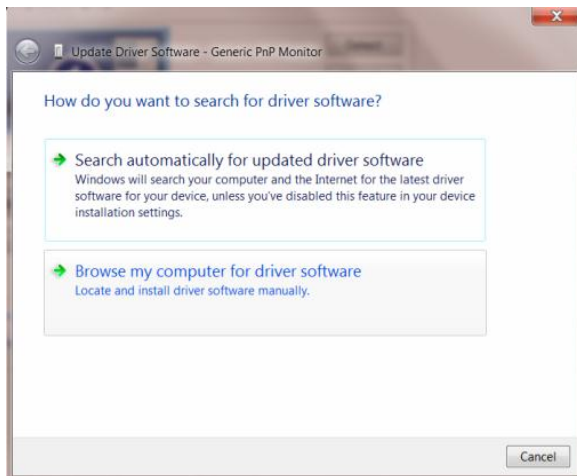 Update Driver Software - Generic PnP Monitor
How do you want to search for driver software?
Search automatically for updated driver software
Windows will search your computer and the Internet for the latest driver
software for your device, unless you've disabled this feature in your device
installation settings.
Browse my computer for driver software
Locate and install driver software manually.
Cancel